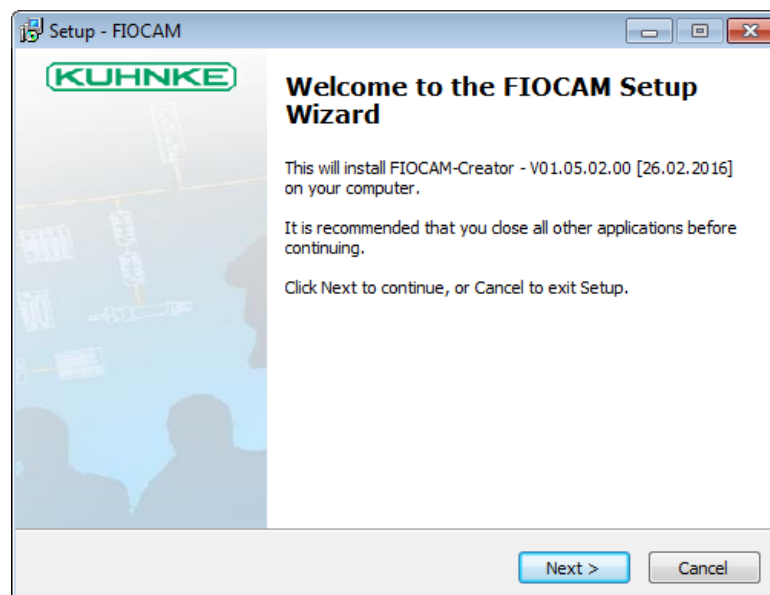 Setup - FIOCAM
KUHNKE
Welcome to the FIOCAM Setup
Wizard
This will install FIOCAM-Creator - V01.05.02.00 [26.02.2016]
on your computer.
It is recommended that you close all other applications before
continuing.
Click Next to continue, or Cancel to exit Setup.
Next >
Cancel